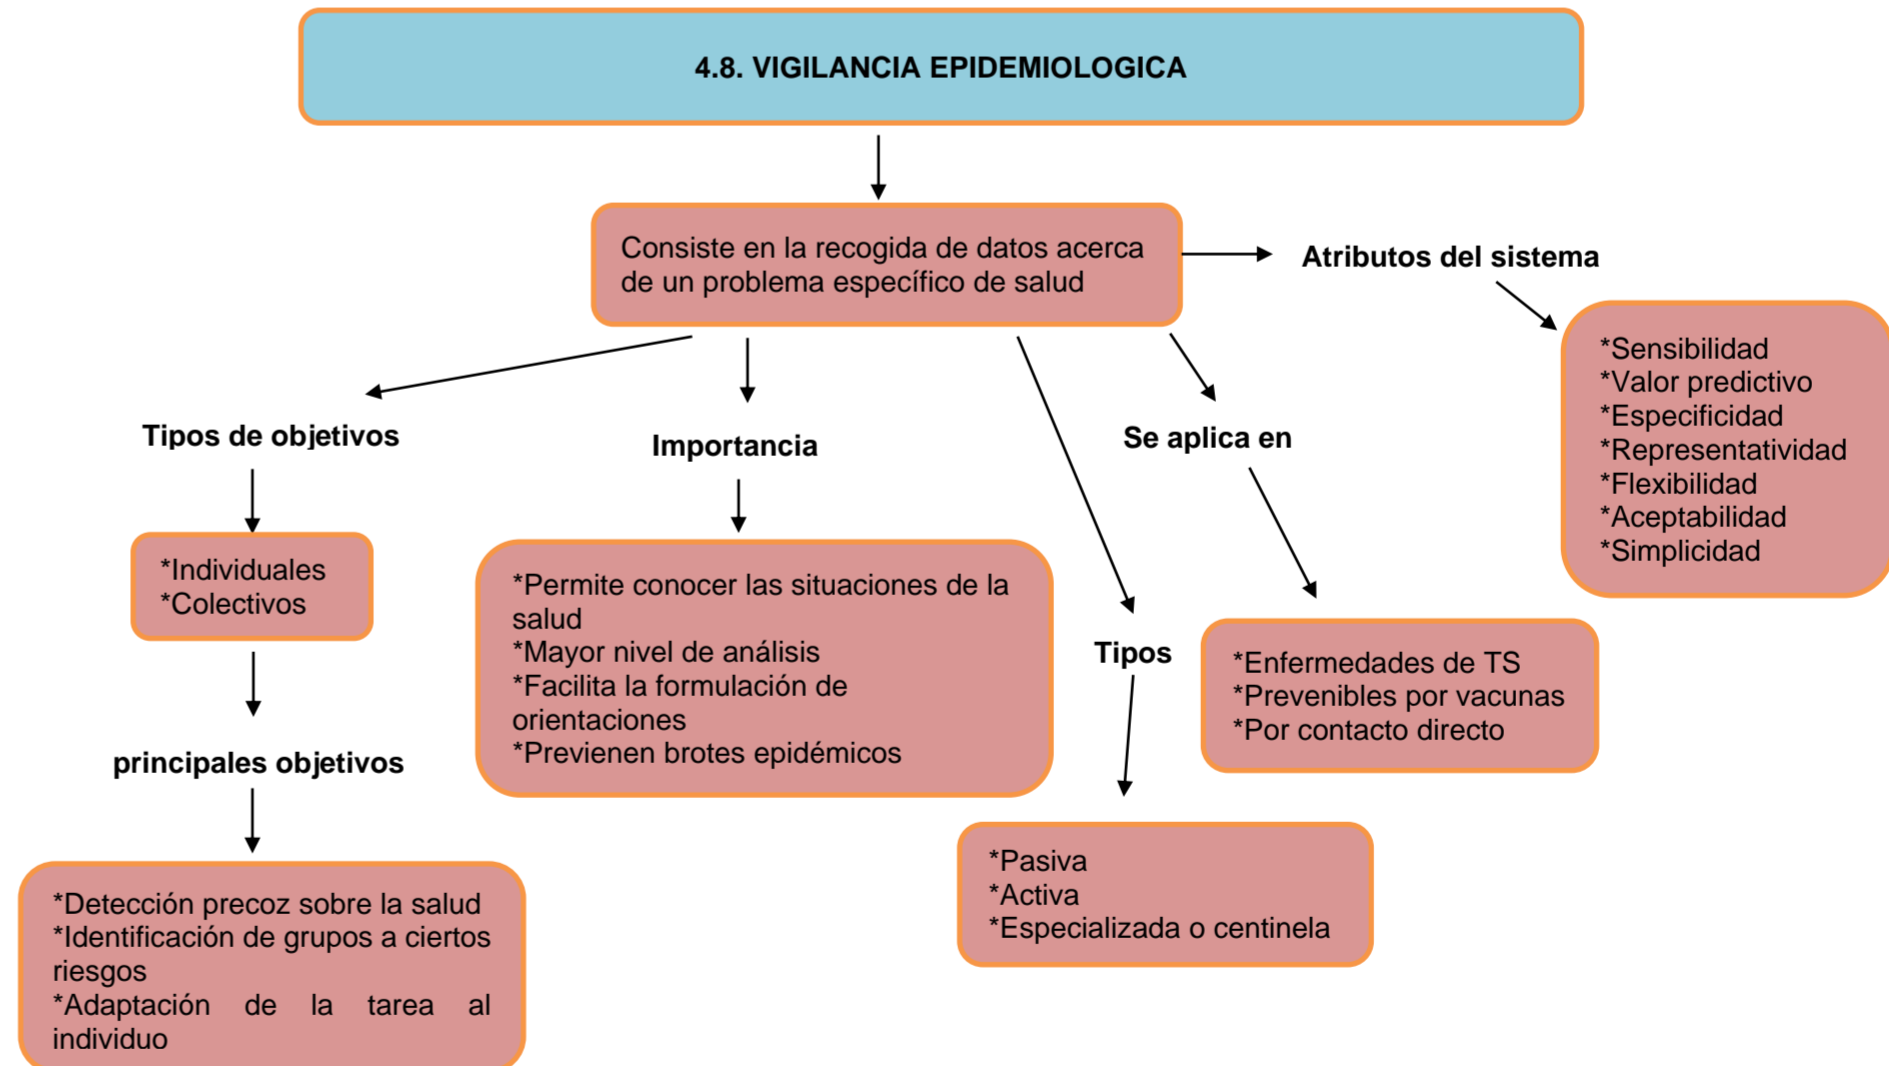 4.8. VIGILANCIA EPIDEMIOLOGICA
Consiste en la recogida de datos acerca
de un problema específico de salud
Atributos del sistema
*Sensibilidad
*Valor predictivo
*Especificidad
*Representatividad
*Flexibilidad
*Aceptabilidad
*Simplicidad
Tipos de objetivos
*Individuales
*Colectivos
principales objetivos
*Detección precoz sobre la salud
*Identificación de grupos a ciertos
riesgos
*Adaptación de la tarea al
individuo
Importancia
*Permite conocer las situaciones de la
salud
*Mayor nivel de análisis
*Facilita la formulación de
orientaciones
*Previenen brotes epidémicos
Tipos
*Pasiva
*Activa
*Especializada o centinela
Se aplica en
*Enfermedades de TS
*Prevenibles por vacunas
*Por contacto directo